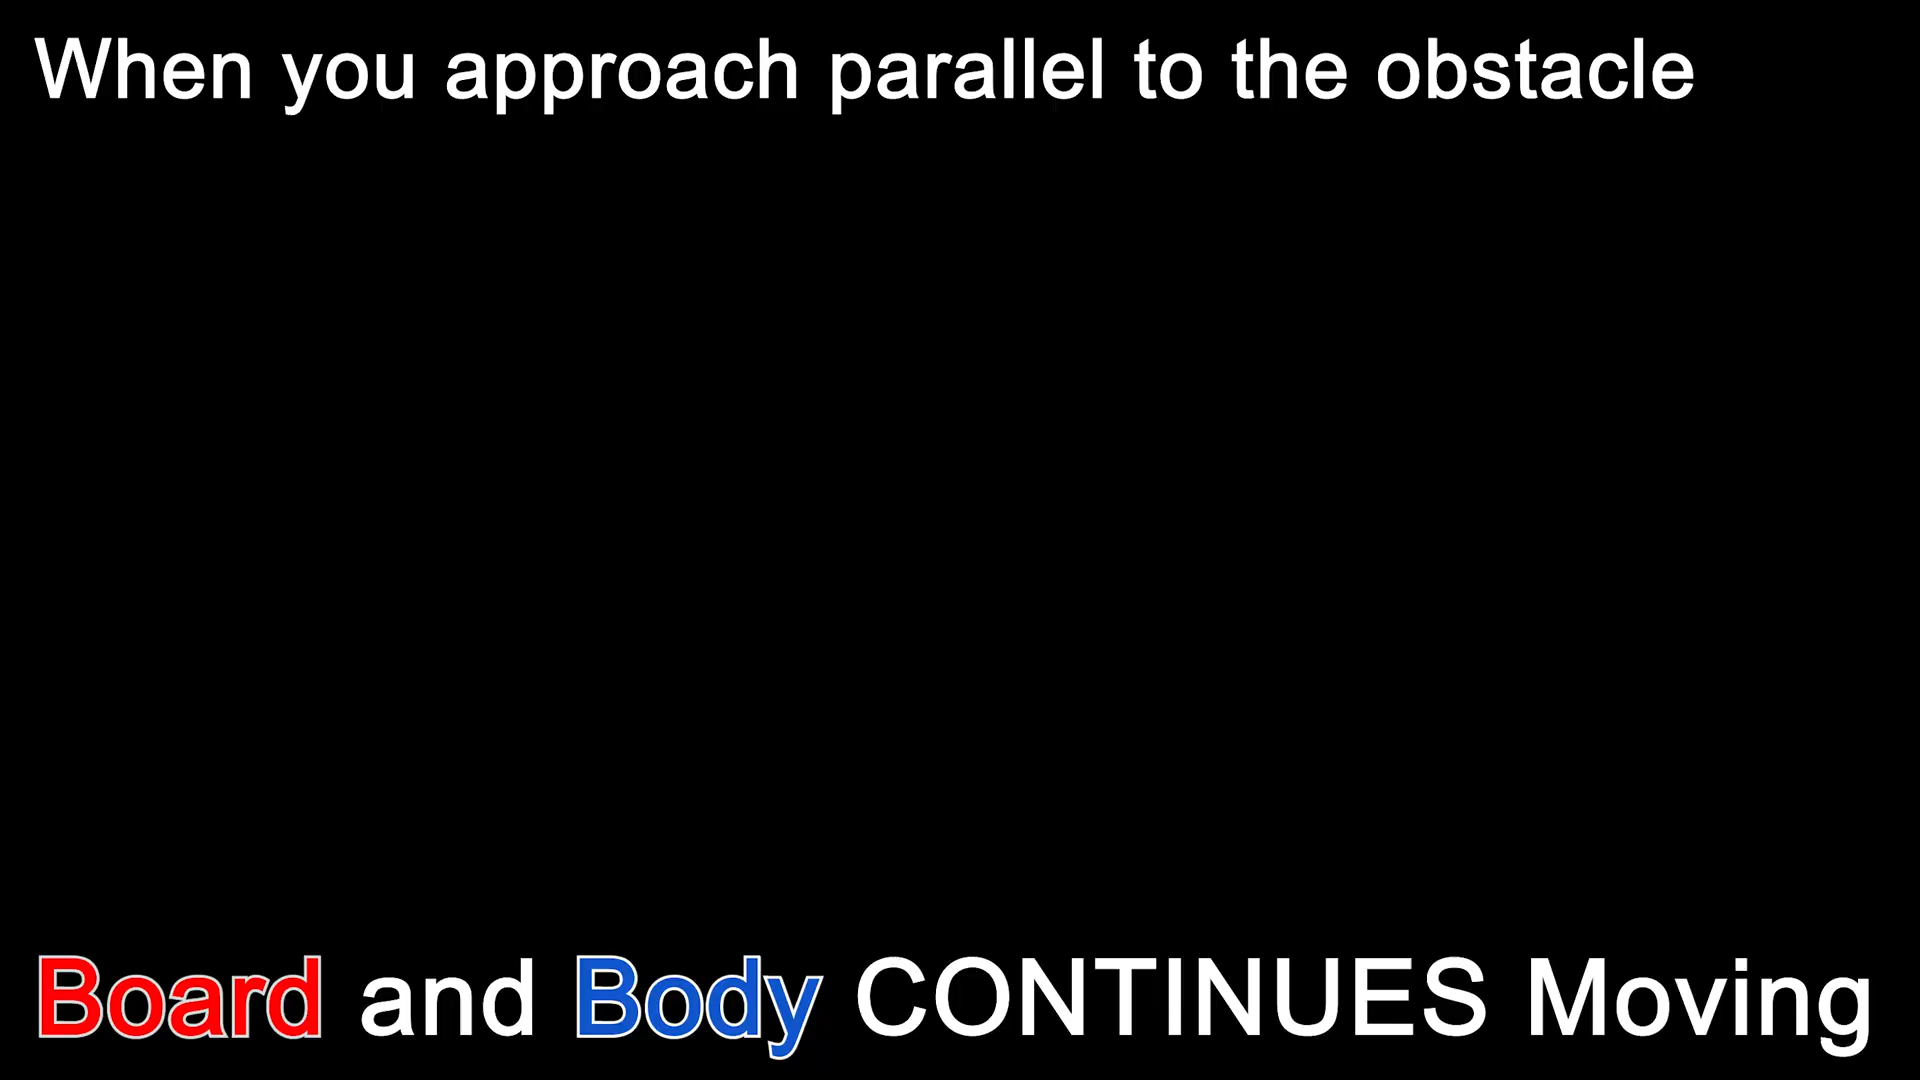 When you approach parallel to the obstacle
Board and Body CONTINUES Moving